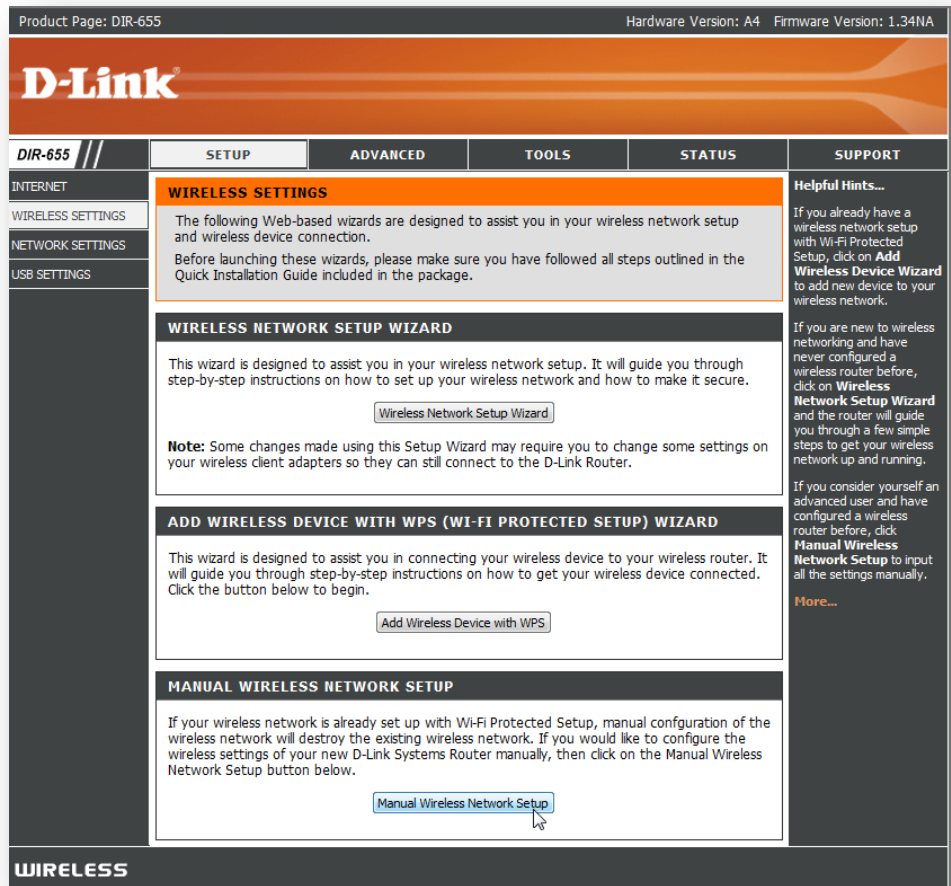 Product Page: DIR-655
Hardware Version: A4 Firmware Version: 1.34NA
D-Link®
DIR-655
SETUP
ADVANCED
TOOLS
STATUS
SUPPORT
INTERNET
WIRELESS SETTINGS
NETWORK SETTINGS
USB SETTINGS
WIRELESS SETTINGS
The following Web-based wizards are designed to assist you in your wireless network setup
and wireless device connection.
Before launching these wizards, please make sure you have followed all steps outlined in the
Quick Installation Guide included in the package.
WIRELESS NETWORK SETUP WIZARD
This wizard is designed to assist you in your wireless network setup. It will guide you through
step-by-step instructions on how to set up your wireless network and how to make it secure.
Wireless Network Setup Wizard
Note: Some changes made using this Setup Wizard may require you to change some settings on
your wireless client adapters so they can still connect to the D-Link Router.
ADD WIRELESS DEVICE WITH WPS (WI-FI PROTECTED SETUP) WIZARD
This wizard is designed to assist you in connecting your wireless device to your wireless router. It
will guide you through step-by-step instructions on how to get your wireless device connected.
Click the button below to begin.
Add Wireless Device with WPS
MANUAL WIRELESS NETWORK SETUP
If your wireless network is already set up with Wi-Fi Protected Setup, manual confguration of the
wireless network will destroy the existing wireless network. If you would like to configure the
wireless settings of your new D-Link Systems Router manually, then click on the Manual Wireless
Network Setup button below.
Manual Wireless Network Setup
Helpful Hints...
If you already have a
wireless network setup
with Wi-Fi Protected
Setup, click on Add
Wireless Device Wizard
to add new device to your
wireless network.
If you are new to wireless
networking and have
never configured a
wireless router before,
click on Wireless
Network Setup Wizard
and the router will guide
you through a few simple
steps to get your wireless
network up and running.
If you consider yourself an
advanced user and have
configured a wireless
router before, click
Manual Wireless
Network Setup to input
all the settings manually.
More...
WIRELESS